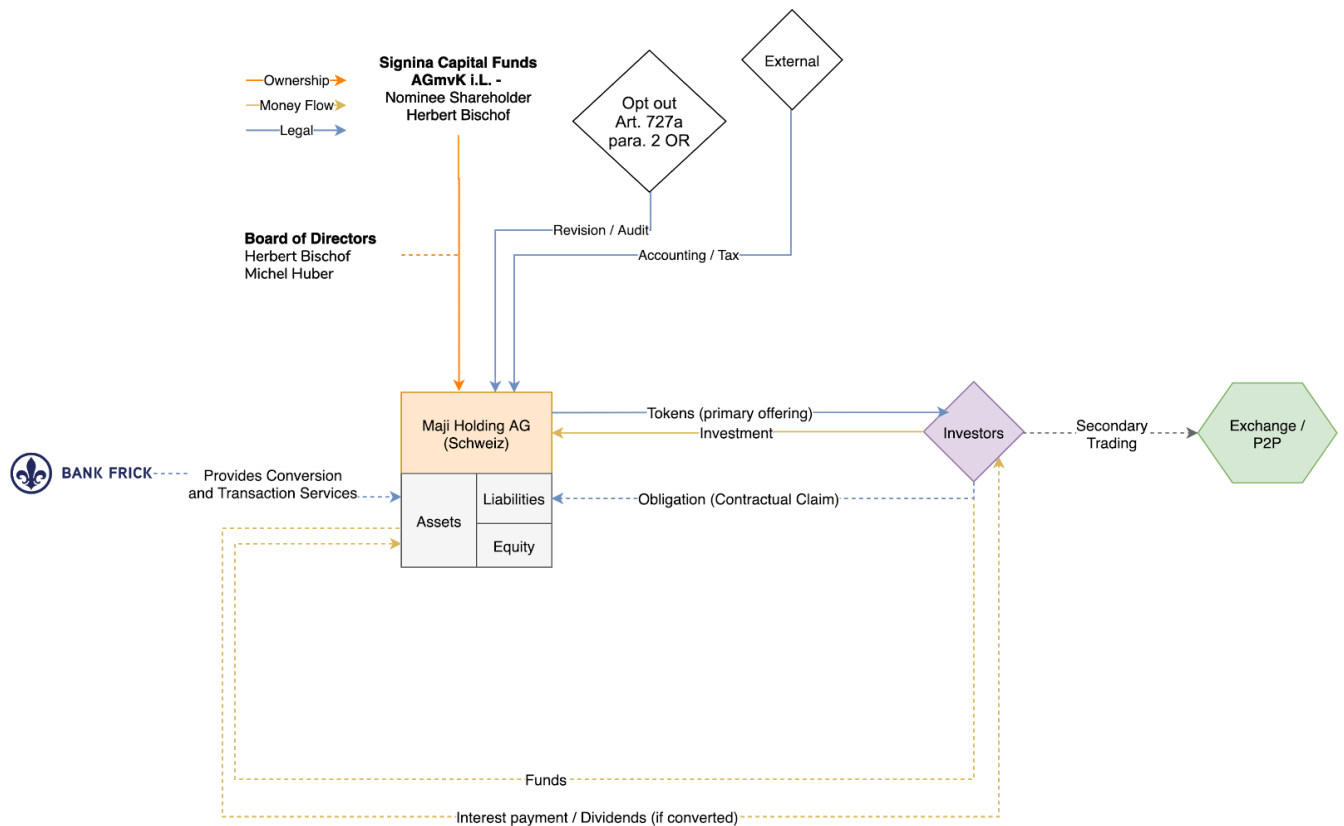 Ownership
Money Flow
Legal
Signina Capital Funds
AGmvK i.L. -
Nominee Shareholder
Herbert Bischof
Opt out
Art. 727a
para. 2 OR
External
Revision / Audit
Accounting / Tax
Board of Directors
Herbert Bischof
Michel Huber
Maji Holding AG
(Schweiz)
Tokens (primary offering)
Investment
Investors
Secondary
Trading
Exchange /
P2P
BANK FRICK
Provides Conversion
and Transaction Services
Assets
Liabilities
Equity
Obligation (Contractual Claim)
Funds
Interest payment / Dividends (if converted)